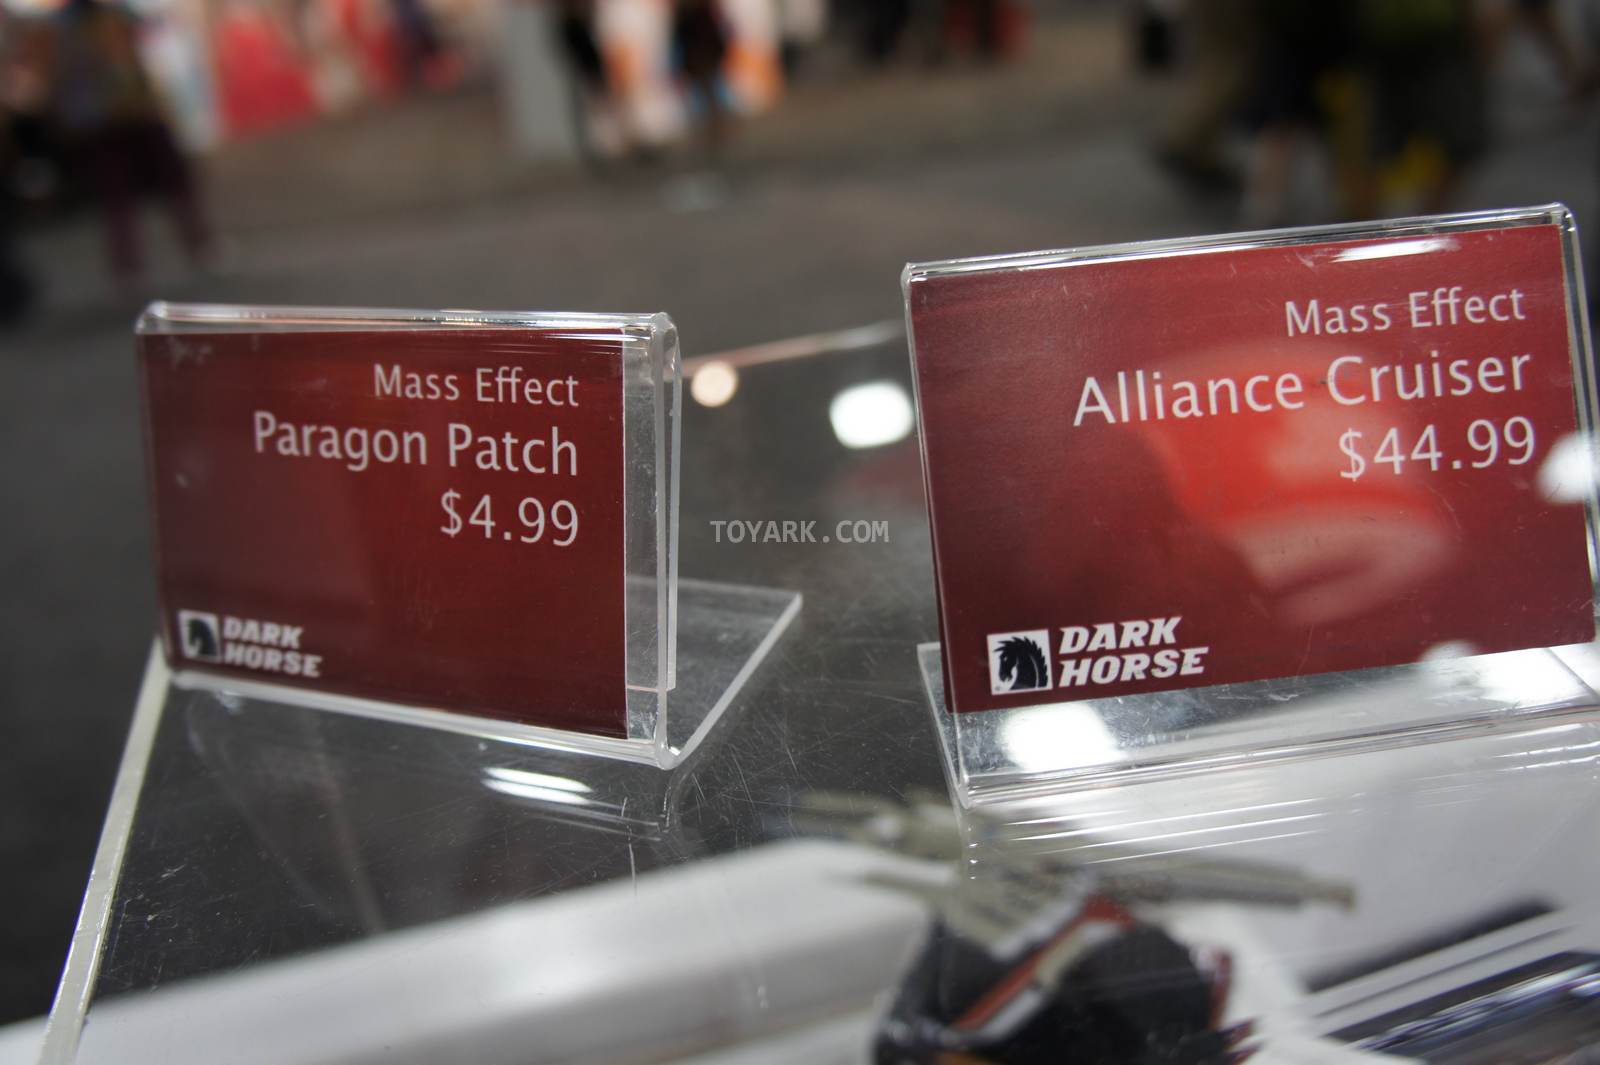 Mass Effect
Paragon Patch
$4.99
DARK
HORSE
TOYARK.COM
Mass Effect
Alliance Cruiser
$44.99
DARK
HORSE